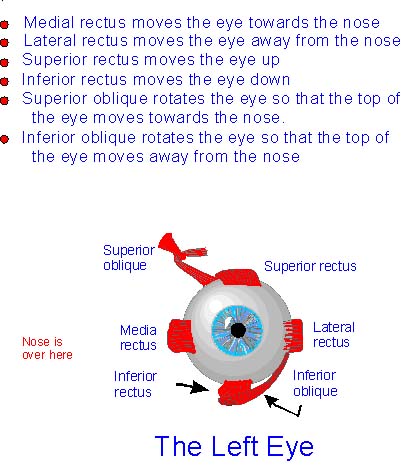 Medial rectus moves the eye towards the nose
Lateral rectus moves the eye away from the nose
Superior rectus moves the eye up
Inferior rectus moves the eye down
Superior oblique rotates the eye so that the top of
the eye moves towards the nose.
Inferior oblique rotates the eye so that the top of
the eye moves away from the nose
Superior
oblique
Superior rectus
Nose is
over here
Media
rectus
Lateral
rectus
Inferior
rectus
Inferior
oblique
The Left Eye